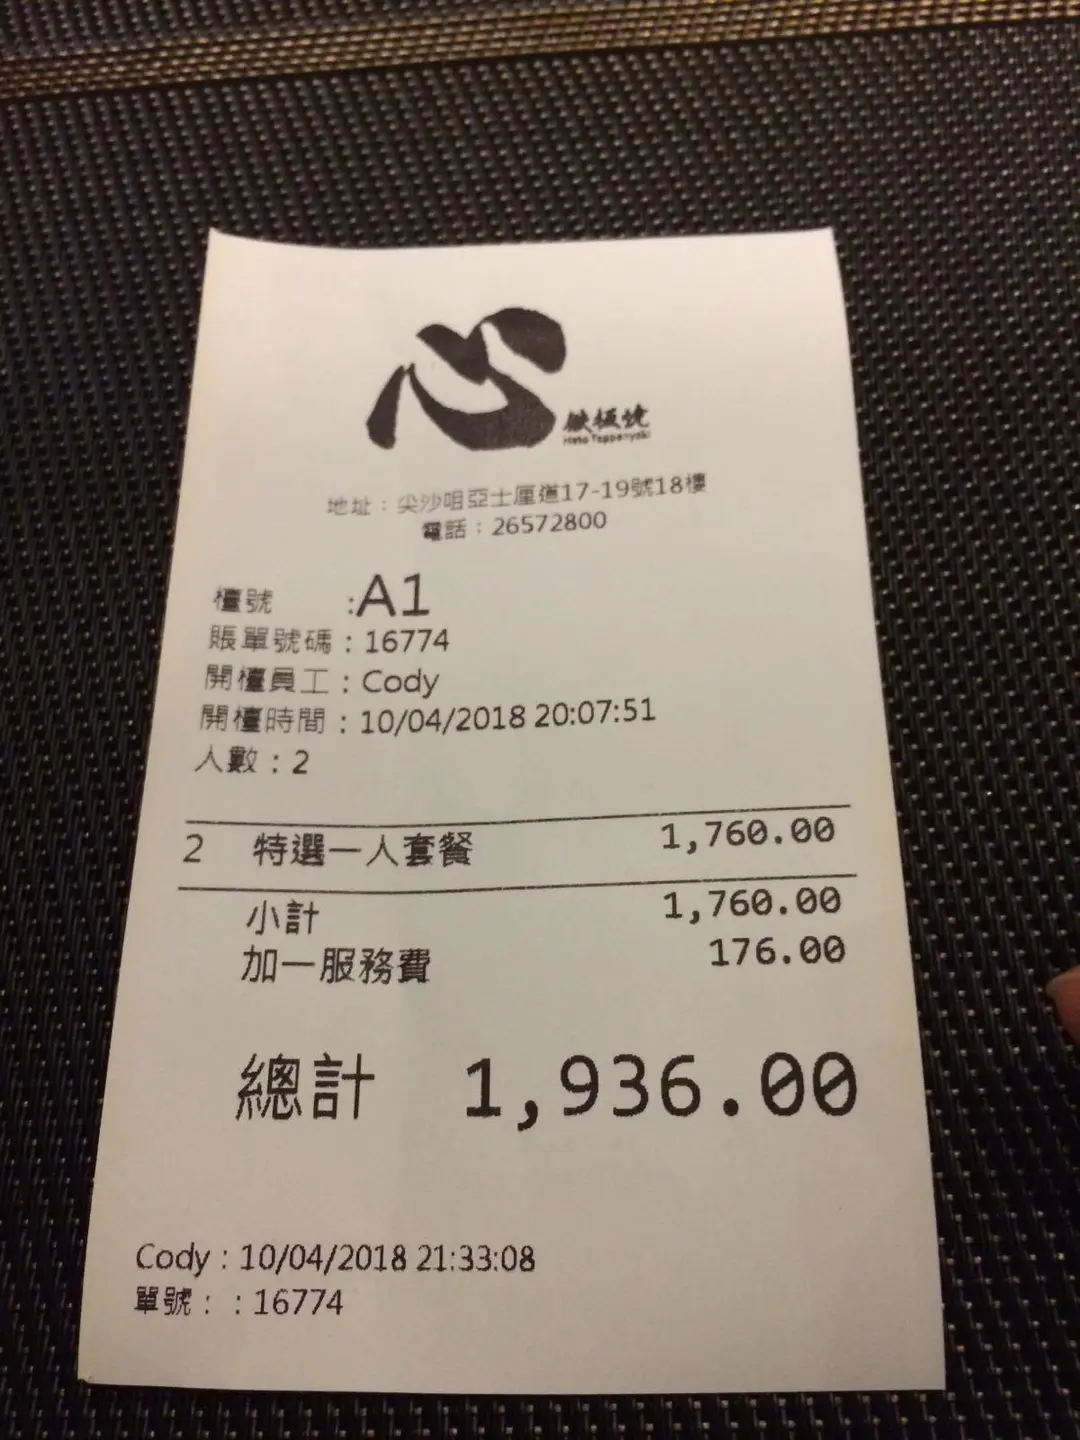 心
鉄板焼
Hato Teppanyaki
地址：尖沙咀亞士厘道17-19號18樓
電話：26572800
檯號 :A1
賬單號碼：16774
開檯員工：Cody
開檯時間：10/04/2018 20:07:51
人數：2
2 特選一人套餐 1,760.00
小計 1,760.00
加一服務費 176.00
總計 1,936.00
Cody : 10/04/2018 21:33:08
單號： : 16774